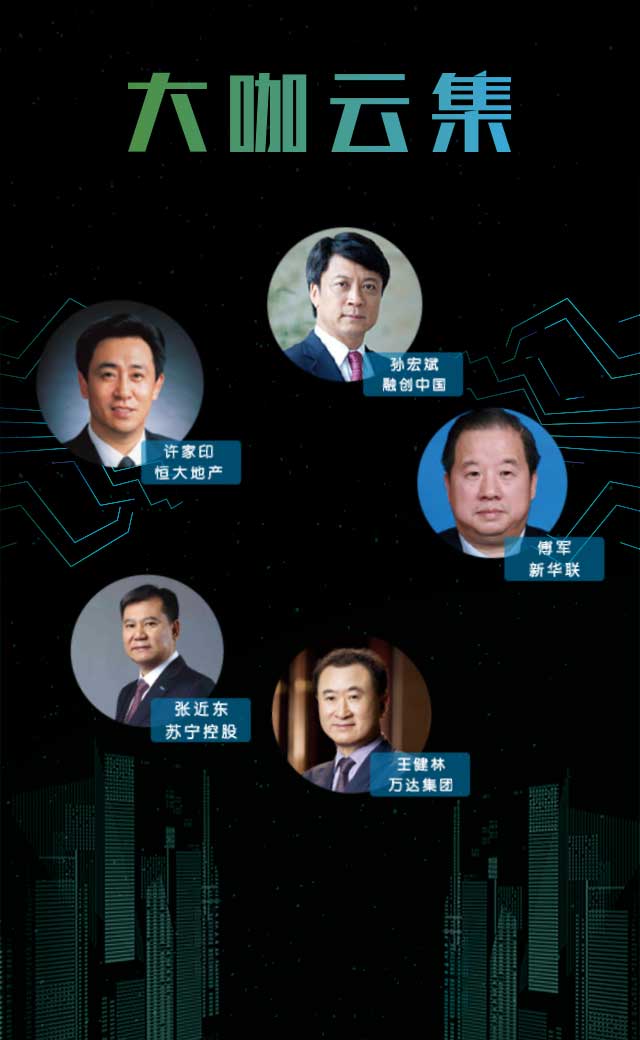 大咖云集
孙宏斌
融创中国
许家印
恒大地产
傅军
新华联
张近东
苏宁控股
王健林
万达集团